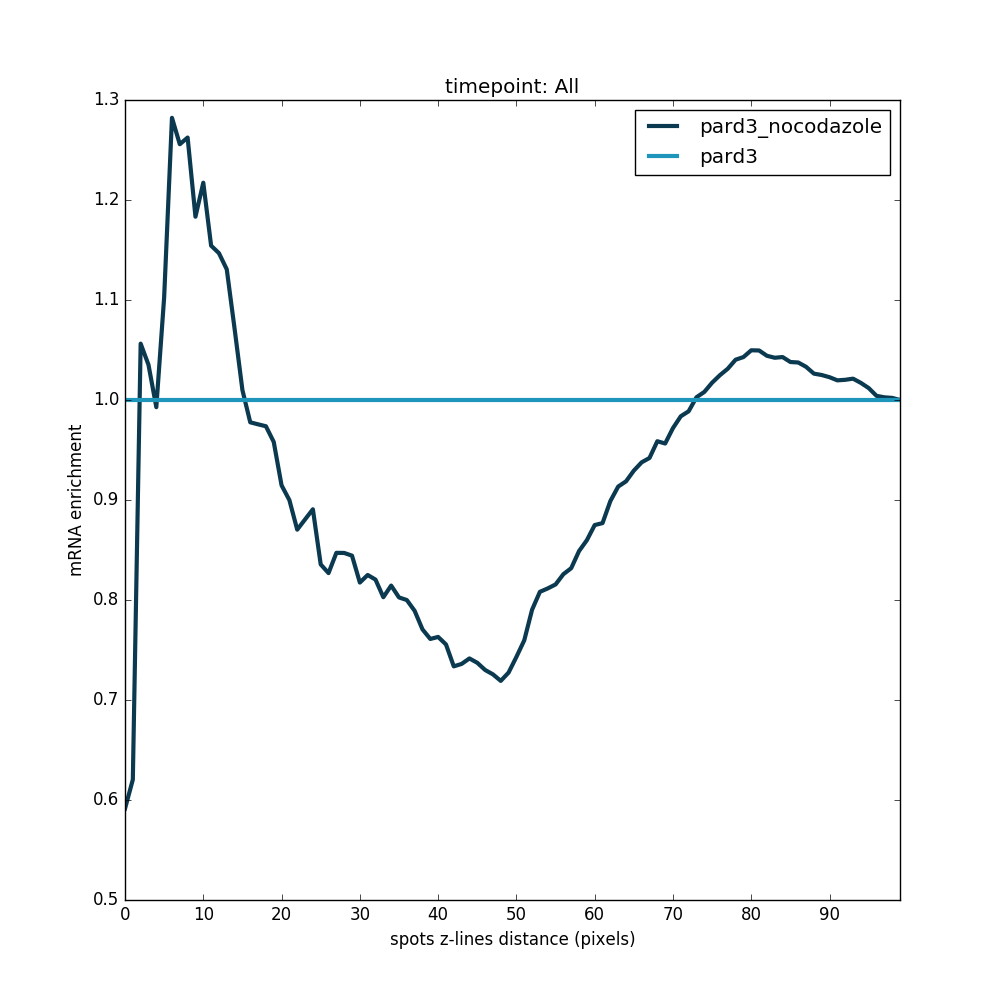 timepoint: All
1.3
1.2
1.1
1.0
0.9
0.8
0.7
0.6
0.5
mRNA enrichment
pard3_nocodazole
pard3
0 10 20 30 40 50 60 70 80 90
spots z-lines distance (pixels)